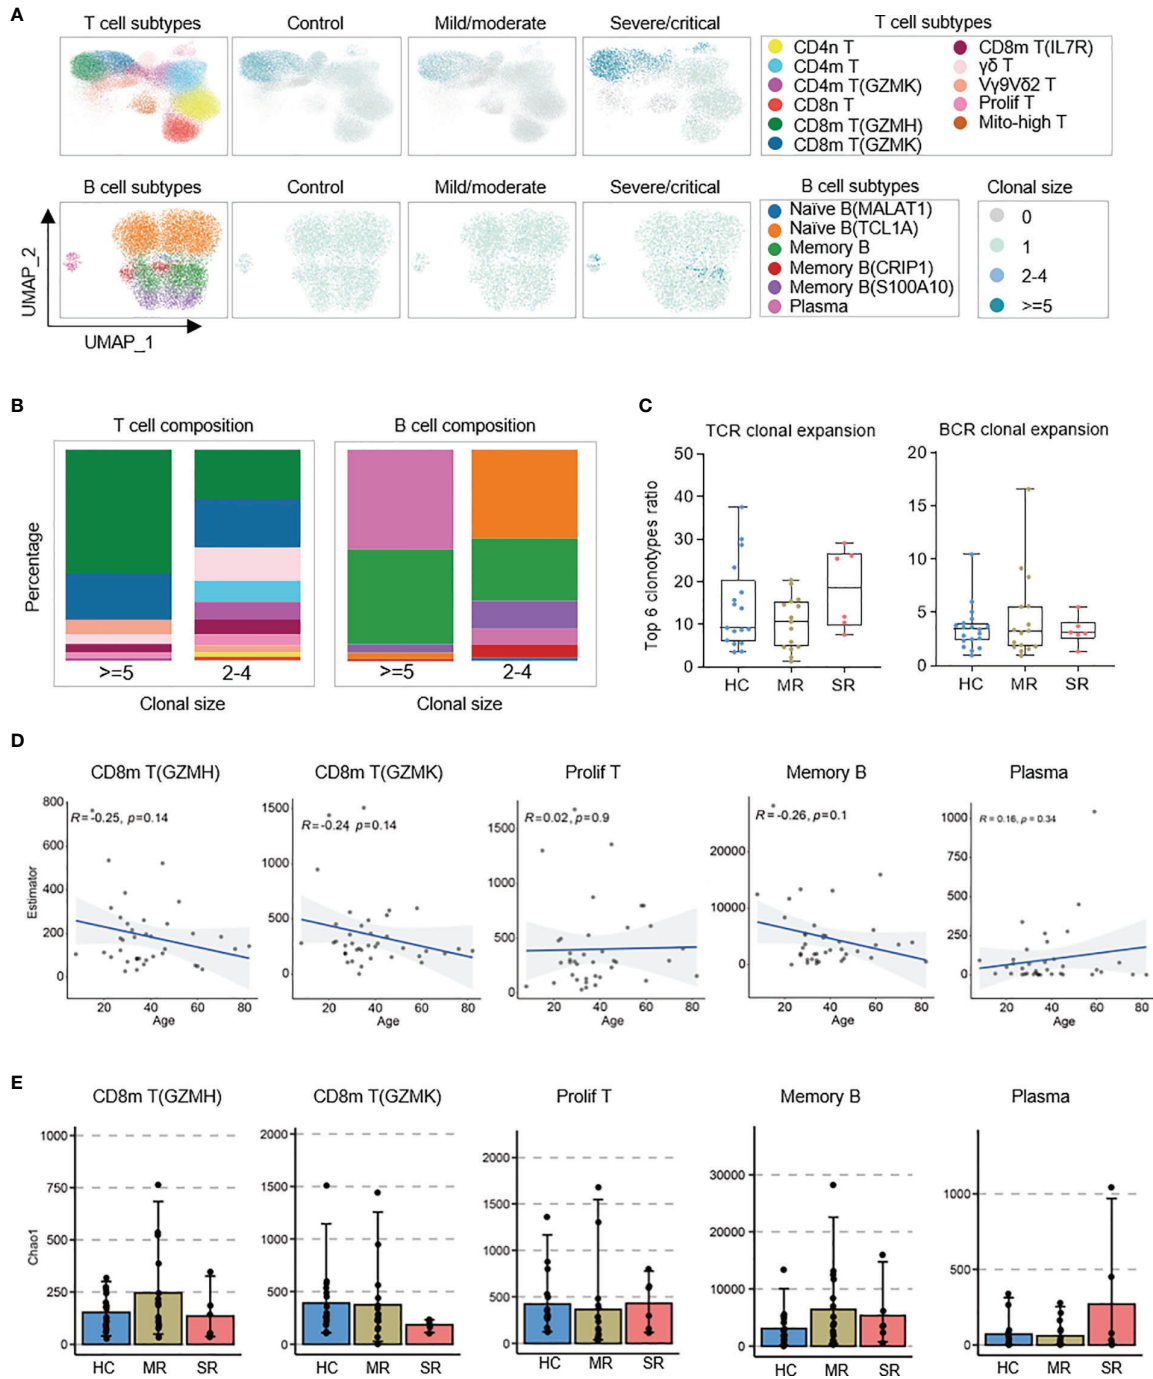 A
T cell subtypes
Control
Mild/moderate
Severe/critical
T cell subtypes
CD4n T
CD4m T
CD4m T(GZMK)
CD8n T
CD8m T(GZMH)
CD8m T(GZMK)
CD8m T(IL7R)
γδ T
Vγ9Vδ2 T
Prolif T
Mito-high T
B cell subtypes
Control
Mild/moderate
Severe/critical
B cell subtypes
Naïve B(MALAT1)
Naïve B(TCL1A)
Memory B
Memory B(CRIP1)
Memory B(S100A10)
Plasma
Clonal size
0
1
2-4
>=5
UMAP_2
UMAP_1
B
T cell composition
B cell composition
Percentage
>=5
2-4
>=5
2-4
Clonal size
Clonal size
C
TCR clonal expansion
BCR clonal expansion
Top 6 clonotypes ratio
50
40
30
20
10
0
HC MR SR
20
15
10
5
0
HC MR SR
D
CD8m T(GZMH)
CD8m T(GZMK)
Prolif T
Memory B
Plasma
Estimator
R=-0.25, p=0.14
800
600
400
200
0
20 40 60 80
Age
R=-0.24 p=0.14
1500
1000
500
0
20 40 60 80
Age
R=0.02, p=0.9
1500
1000
500
0
20 40 60 80
Age
R=-0.26, p=0.1
20000
10000
0
20 40 60 80
Age
R = 0.16, p = 0.34
1000
750
500
250
0
20 40 60 80
Age
E
CD8m T(GZMH)
CD8m T(GZMK)
Prolif T
Memory B
Plasma
Chao1
1000
750
500
250
0
HC MR SR
2000
1500
1000
500
0
HC MR SR
2000
1500
1000
500
0
HC MR SR
30000
20000
10000
0
HC MR SR
1000
500
0
HC MR SR